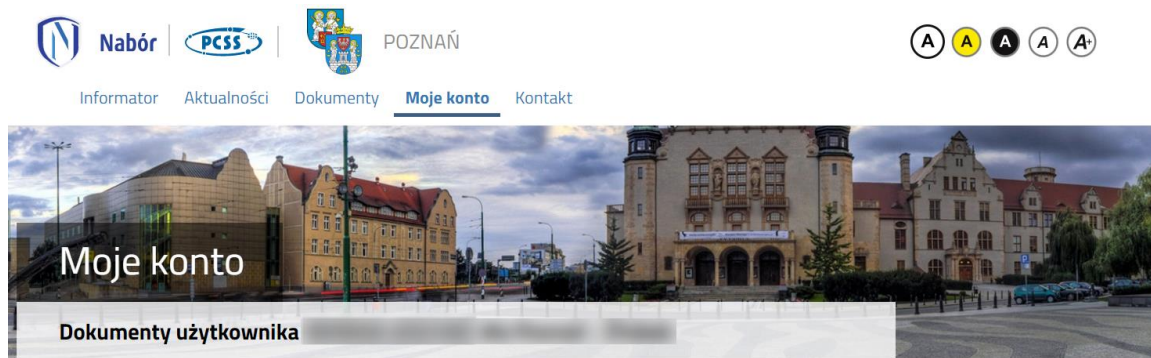 Nabór PCSS POZNAŃ A A A A A+
Informator Aktualności Dokumenty Moje konto Kontakt
Moje konto
Dokumenty użytkownika